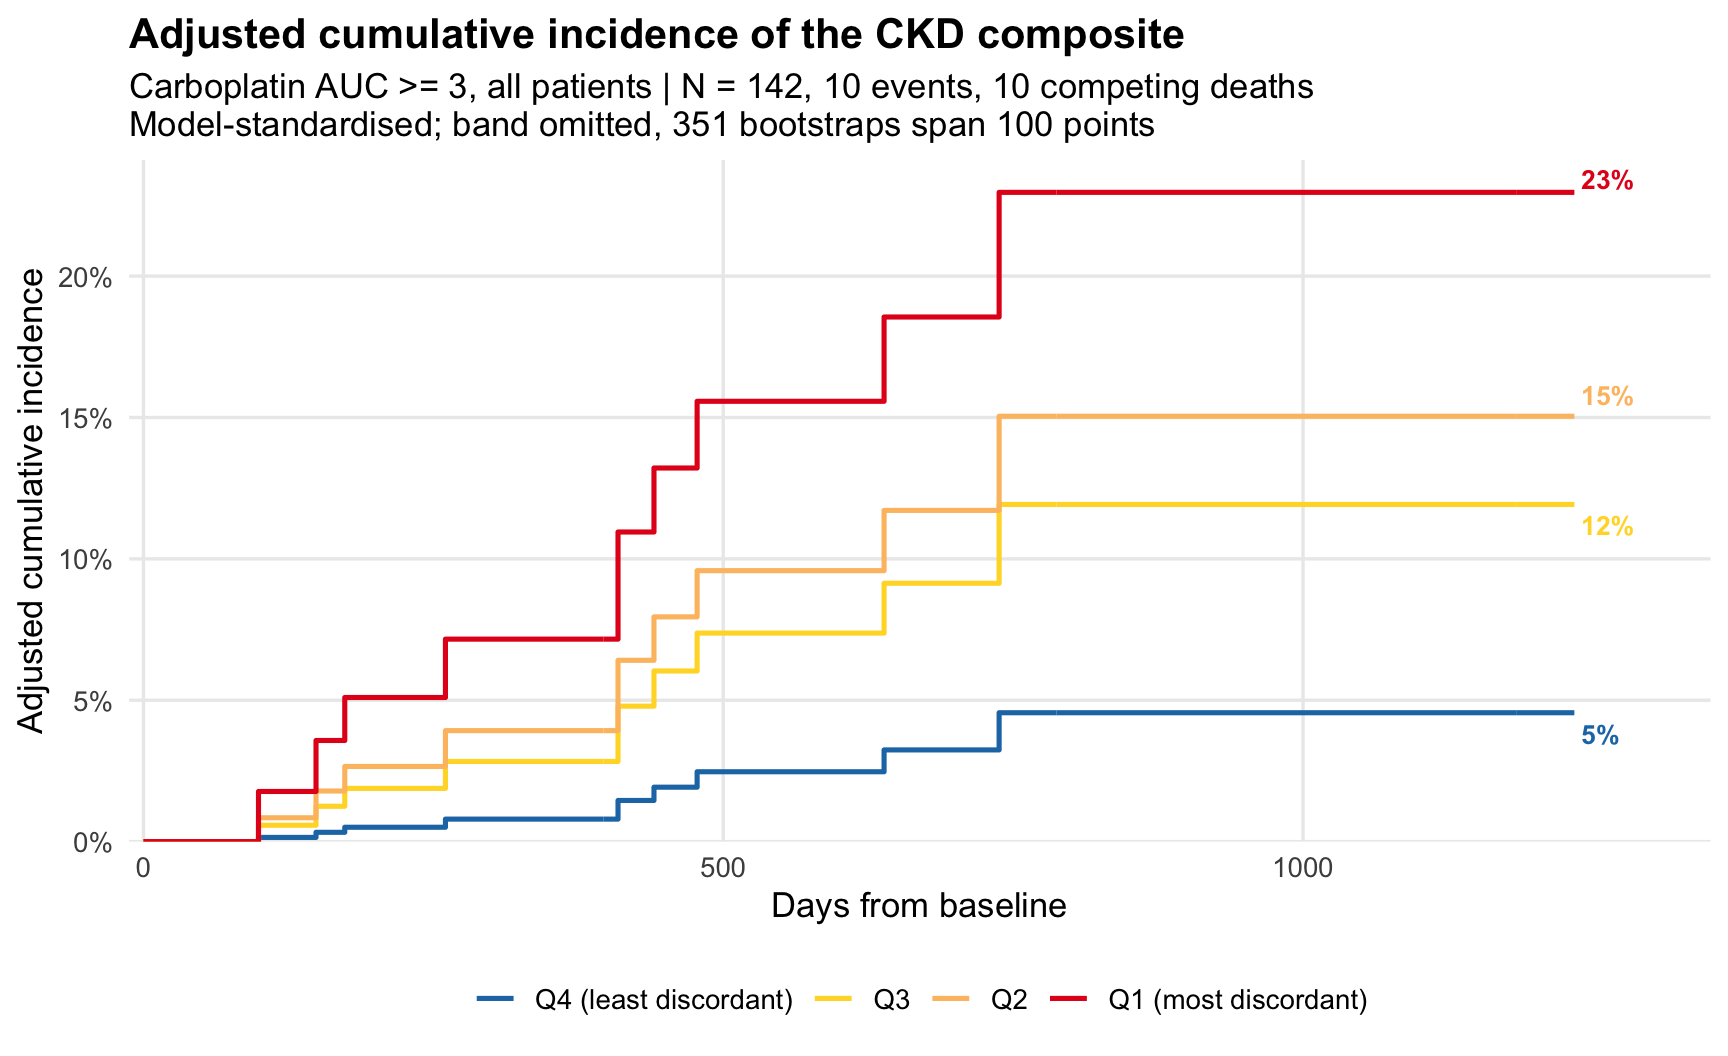 Adjusted cumulative incidence of the CKD composite
Carboplatin AUC >= 3, all patients | N = 142, 10 events, 10 competing deaths
Model-standardised; band omitted, 351 bootstraps span 100 points
Adjusted cumulative incidence
20%
15%
10%
5%
0%
23%
15%
12%
5%
0
500
1000
Days from baseline
Q4 (least discordant)
Q3
Q2
Q1 (most discordant)